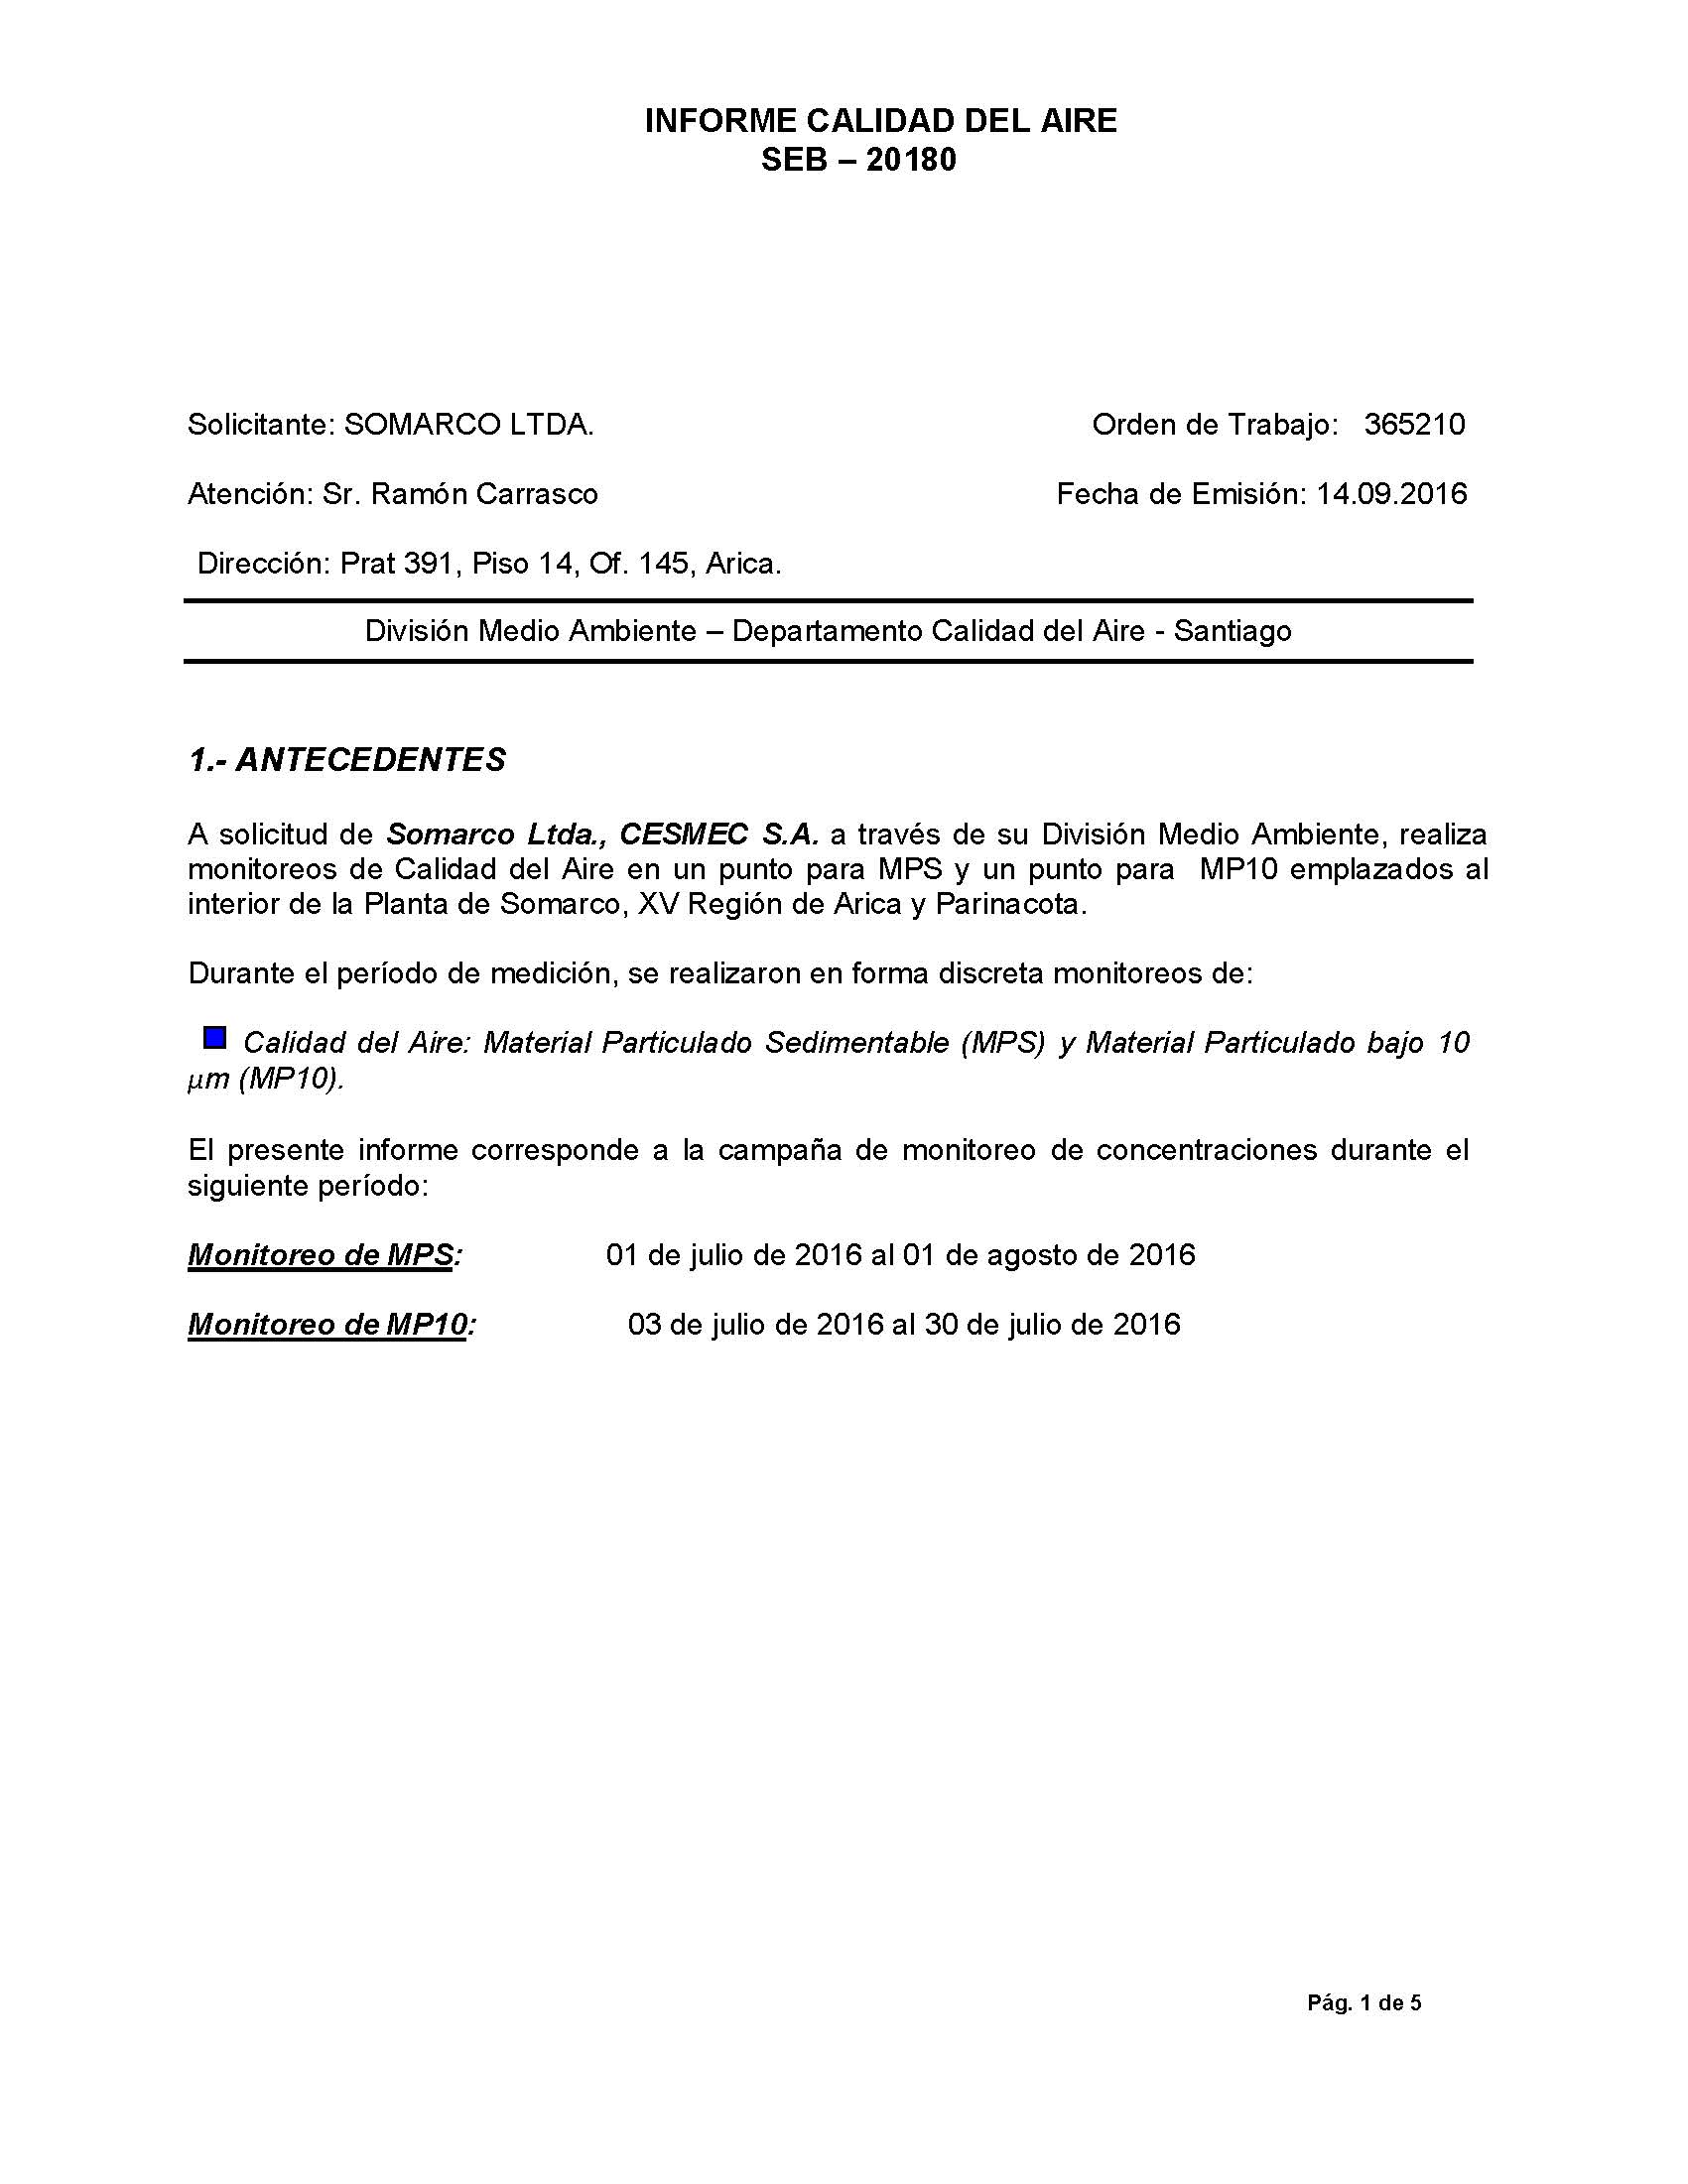 INFORME CALIDAD DEL AIRE
SEB – 20180
Solicitante: SOMARCO LTDA. Orden de Trabajo: 365210
Atención: Sr. Ramón Carrasco Fecha de Emisión: 14.09.2016
Dirección: Prat 391, Piso 14, Of. 145, Arica.
División Medio Ambiente – Departamento Calidad del Aire - Santiago
1.- ANTECEDENTES
A solicitud de Somarco Ltda., CESMEC S.A. a través de su División Medio Ambiente, realiza
monitoreos de Calidad del Aire en un punto para MPS y un punto para MP10 emplazados al
interior de la Planta de Somarco, XV Región de Arica y Parinacota.
Durante el período de medición, se realizaron en forma discreta monitoreos de:
Calidad del Aire: Material Particulado Sedimentable (MPS) y Material Particulado bajo 10
µm (MP10).
El presente informe corresponde a la campaña de monitoreo de concentraciones durante el
siguiente período:
Monitoreo de MPS: 01 de julio de 2016 al 01 de agosto de 2016
Monitoreo de MP10: 03 de julio de 2016 al 30 de julio de 2016
Pág. 1 de 5